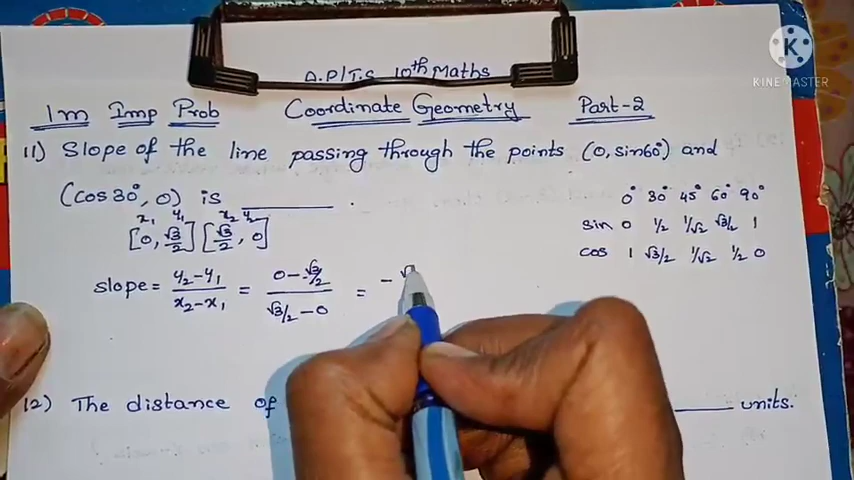 KINEMASTER
A.P/T.S 10th Maths
1m Imp Prob Coordinate Geometry Part-2
11) Slope of the line passing through the points (0, sin60°) and
(cos30°, 0) is ________ .
x₁ y₁ x₂ y₂
[0, √3/2] [√3/2, 0]
slope = y₂-y₁/x₂-x₁ = 0-√3/2/√3/2-0 = -√3
0° 30° 45° 60° 90°
sin 0 1/2 1/√2 √3/2 1
cos 1 √3/2 1/√2 1/2 0
12) The distance of ________ units.